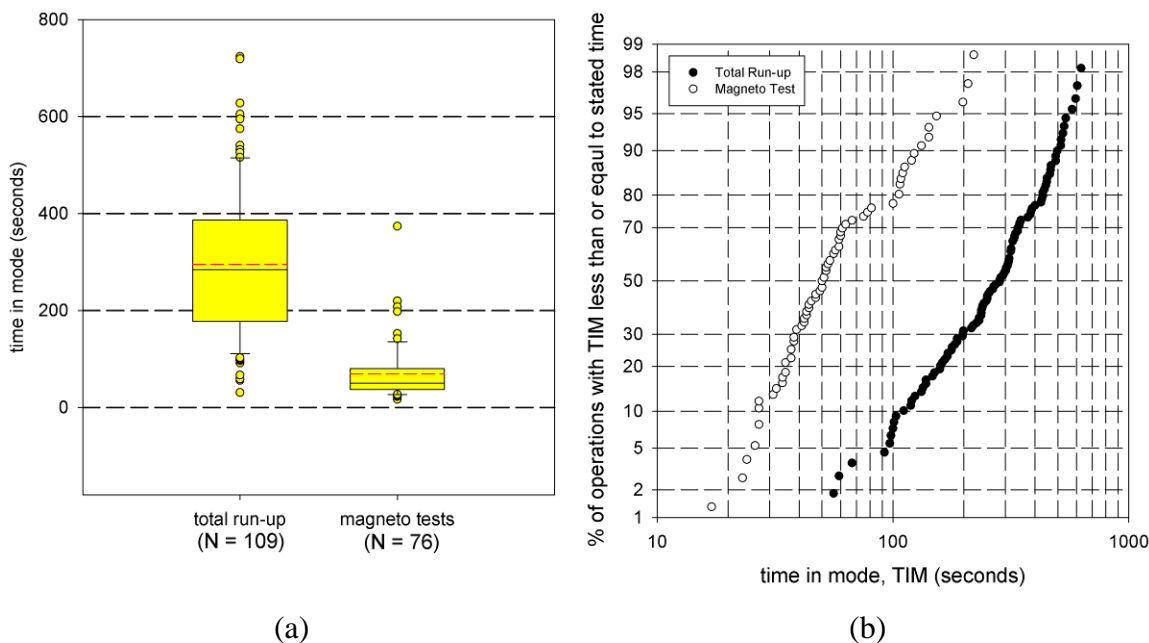 800
600
400
200
0
time in mode (seconds)
total run-up
(N = 109)
magneto tests
(N = 76)
(a)
% of operations with TIM less than or eqaul to stated time
99
98
95
90
80
70
50
30
20
10
5
2
1
Total Run-up
Magneto Test
10
100
1000
time in mode, TIM (seconds)
(b)